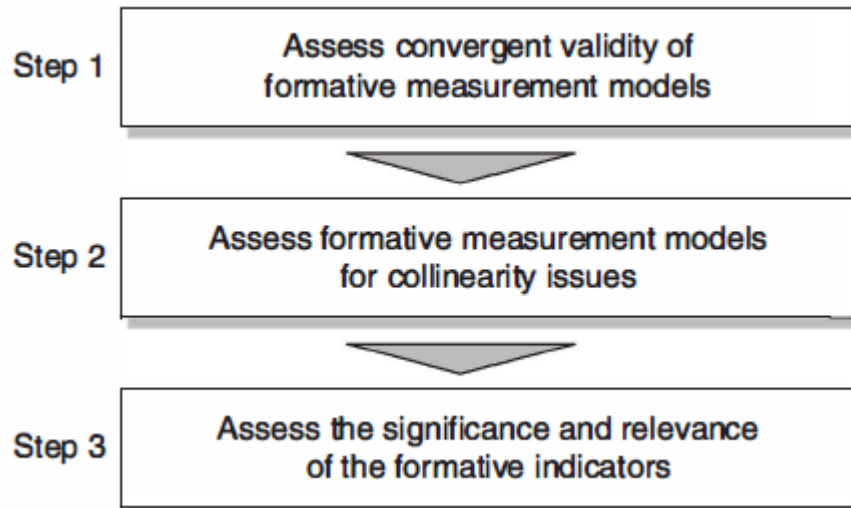 Step 1
Assess convergent validity of
formative measurement models
Step 2
Assess formative measurement models
for collinearity issues
Step 3
Assess the significance and relevance
of the formative indicators